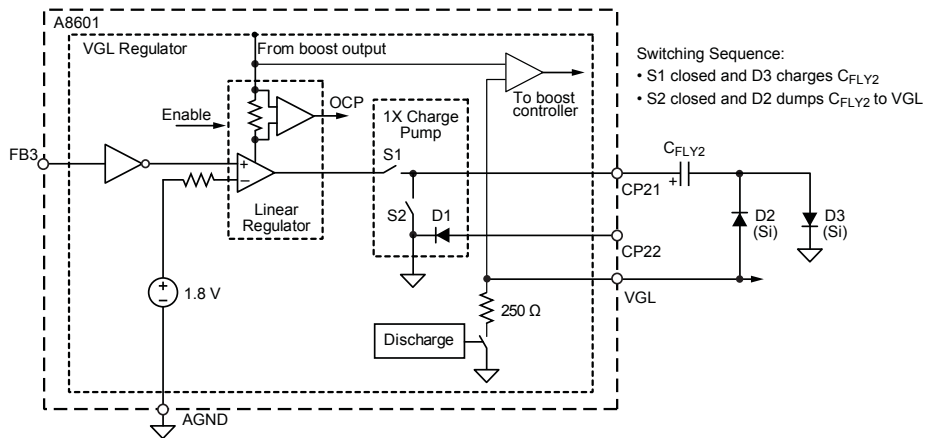 A8601
VGL Regulator
From boost output
Switching Sequence:
• S1 closed and D3 charges CFLY2
• S2 closed and D2 dumps CFLY2 to VGL
OCP
To boost
controller
Enable
1X Charge
Pump
FB3
S1
CFLY2
+
+
–
CP21
Linear
Regulator
S2
D1
D2
(Si)
D3
(Si)
CP22
+
–
1.8 V
VGL
250 Ω
Discharge
AGND